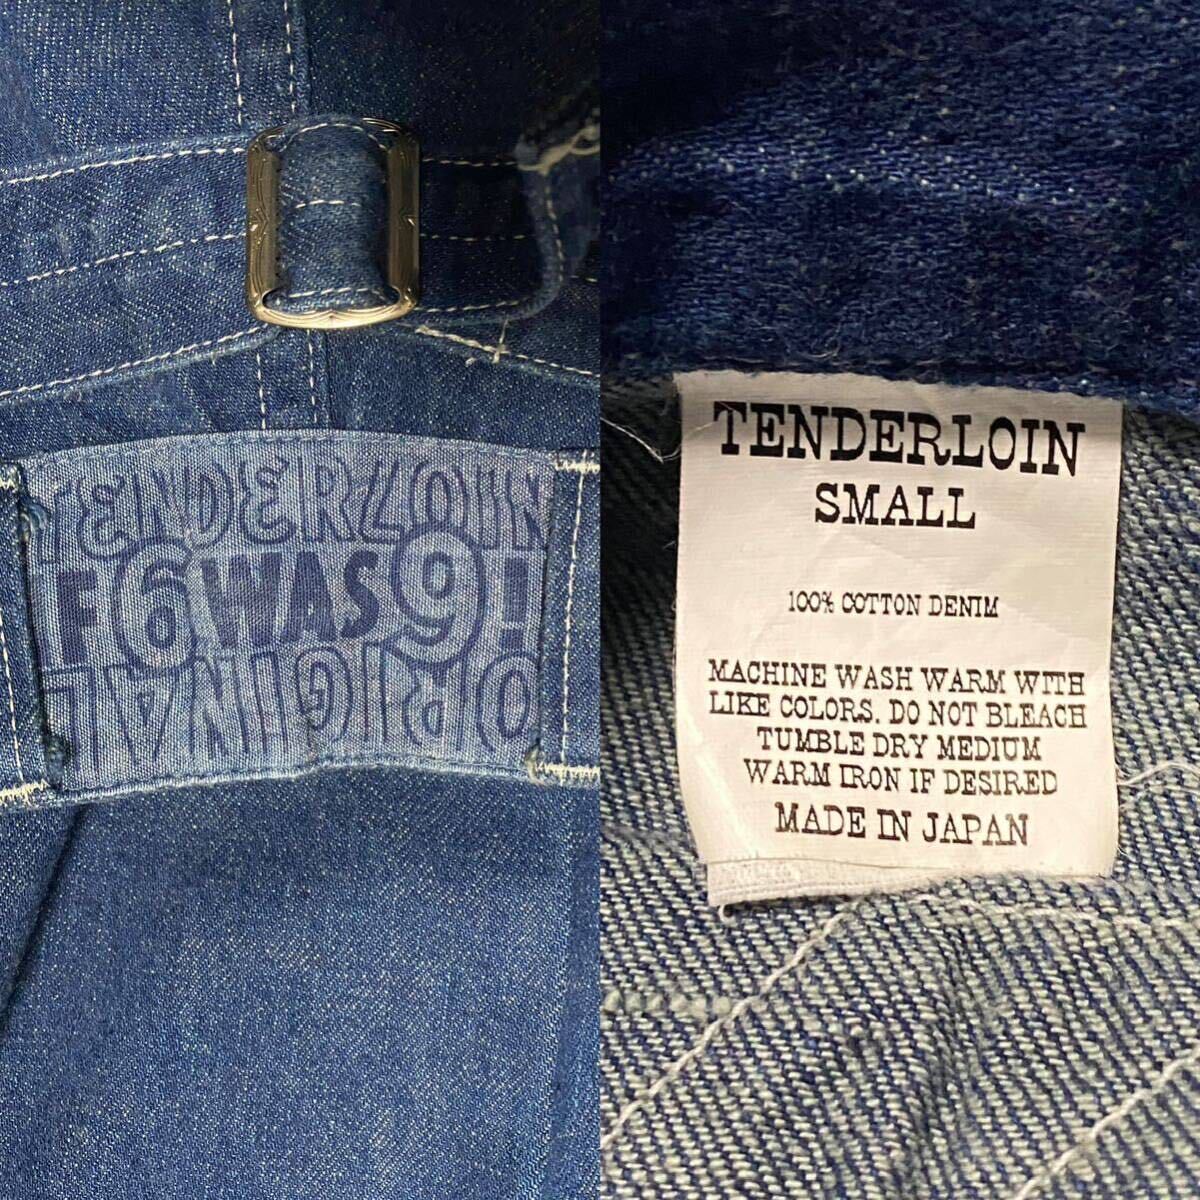 TENDERLOIN
F 6 WAS 9!
ORIGINAL
TENDERLOIN
SMALL
100% COTTON DENIM
MACHINE WASH WARM WITH
LIKE COLORS. DO NOT BLEACH
TUMBLE DRY MEDIUM
WARM IRON IF DESIRED
MADE IN JAPAN